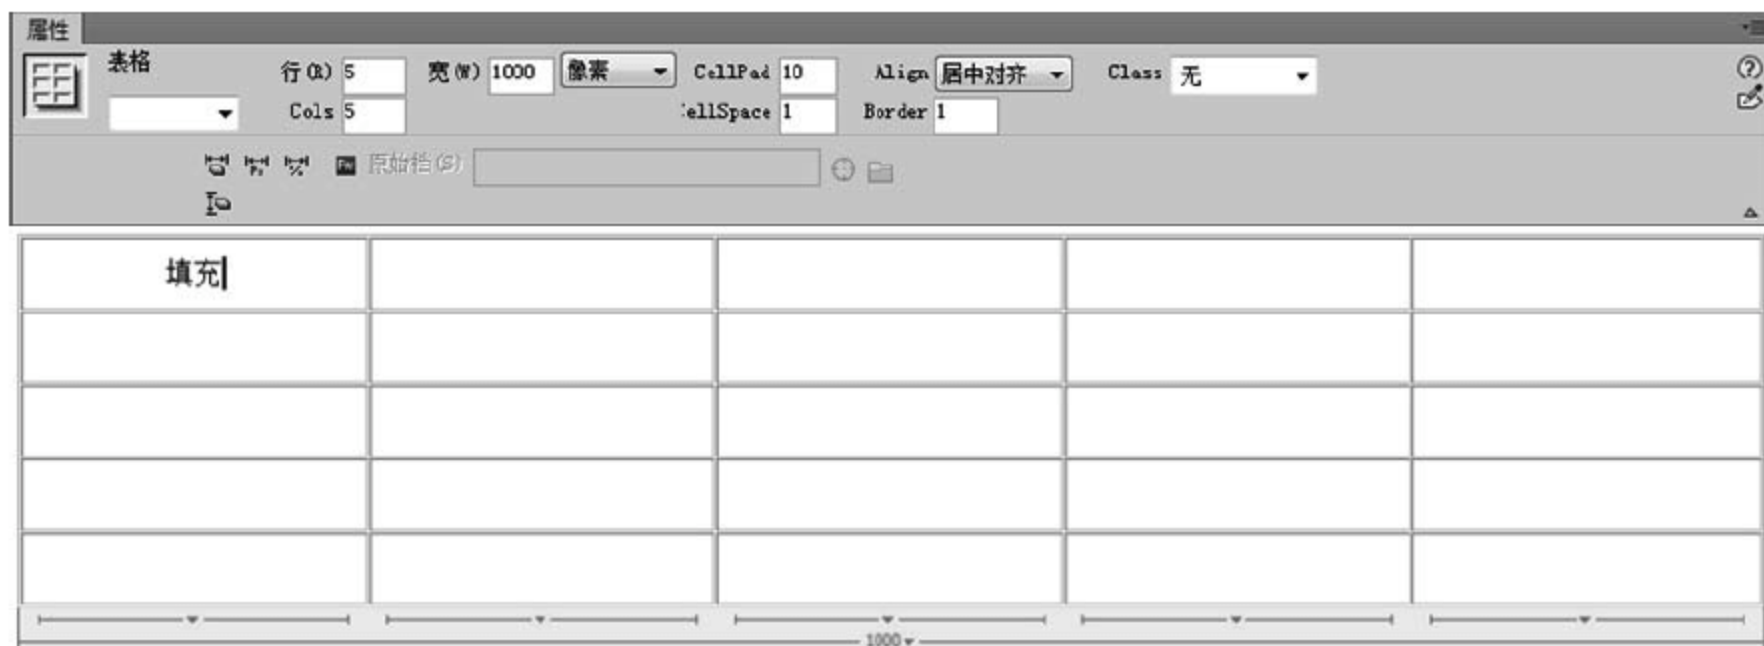 属性
表格 行(R) 5 宽(W) 1000 像素 CellPad 10 Align 居中对齐 Class 无
Cols 5 CellSpace 1 Border 1
Fw 原始档(S)
填充
1000